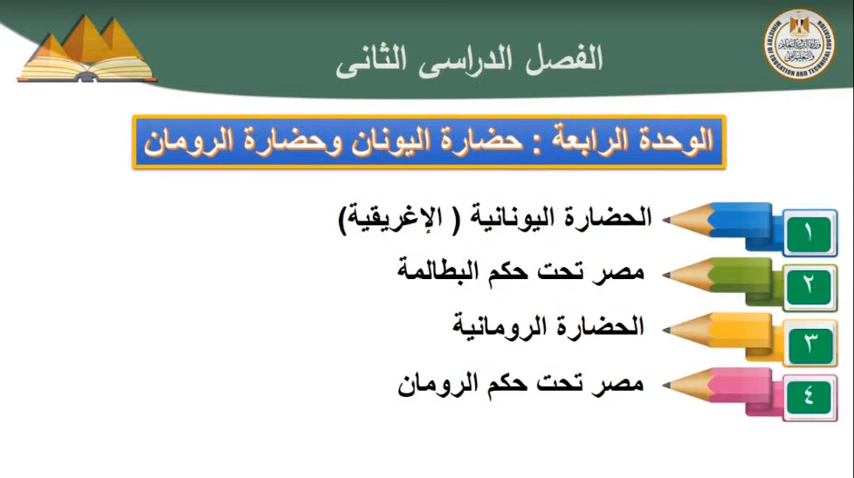 الفصل الدراسى الثانى
الوحدة الرابعة : حضارة اليونان وحضارة الرومان
١ الحضارة اليونانية ( الإغريقية)
٢ مصر تحت حكم البطالمة
٣ الحضارة الرومانية
٤ مصر تحت حكم الرومان